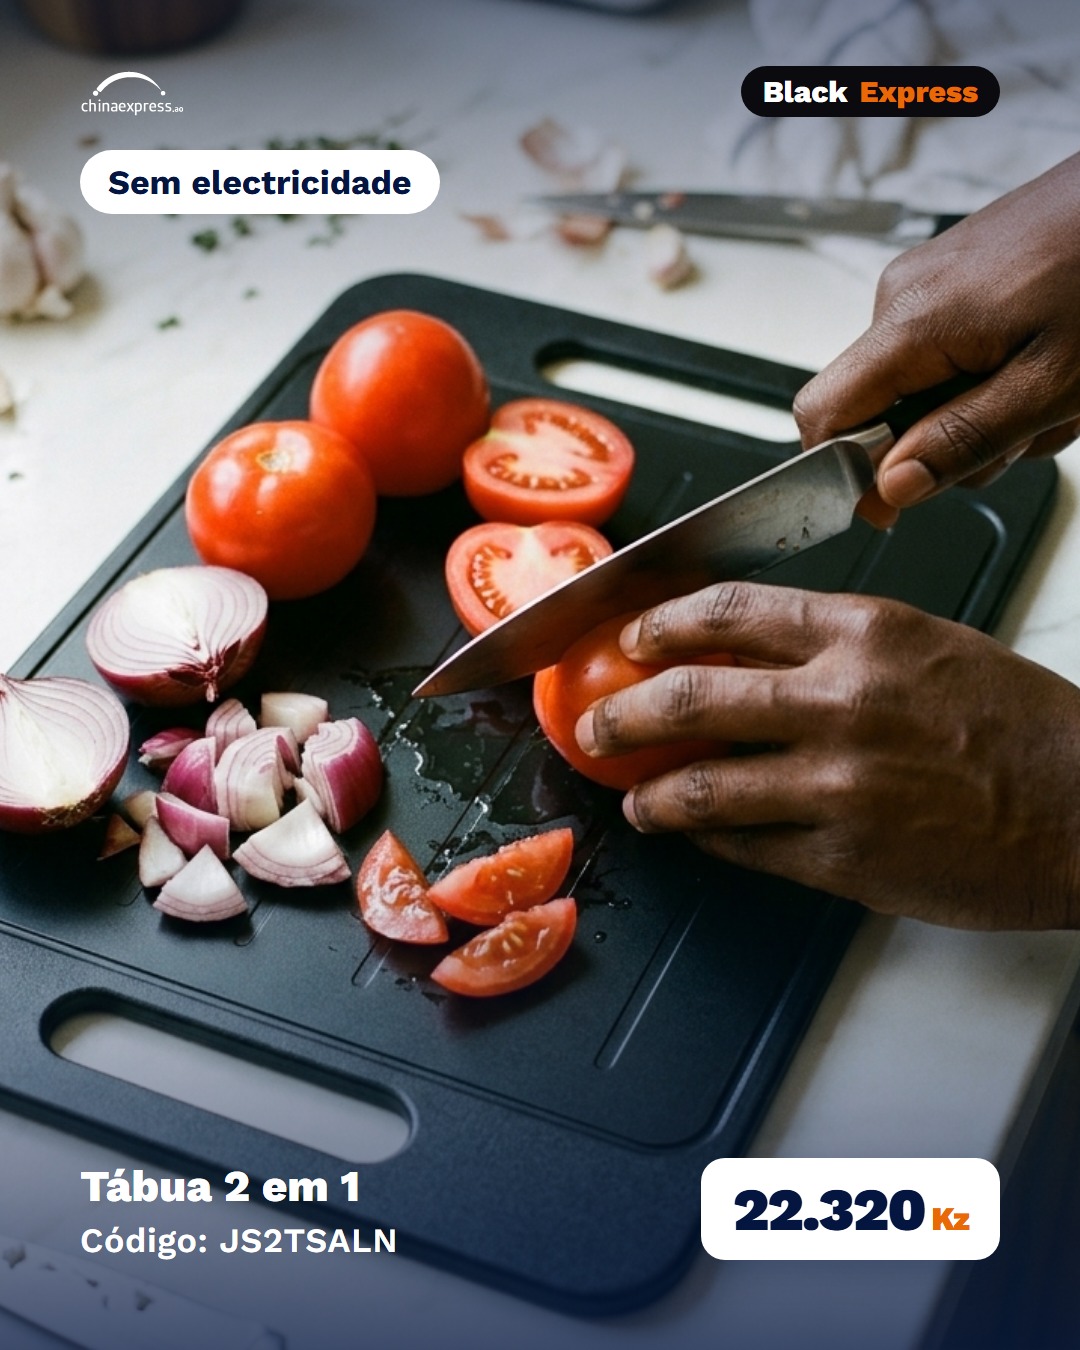 chinaexpress.ao
Black Express
Sem electricidade
Tábua 2 em 1
Código: JS2TSALN
22.320 Kz